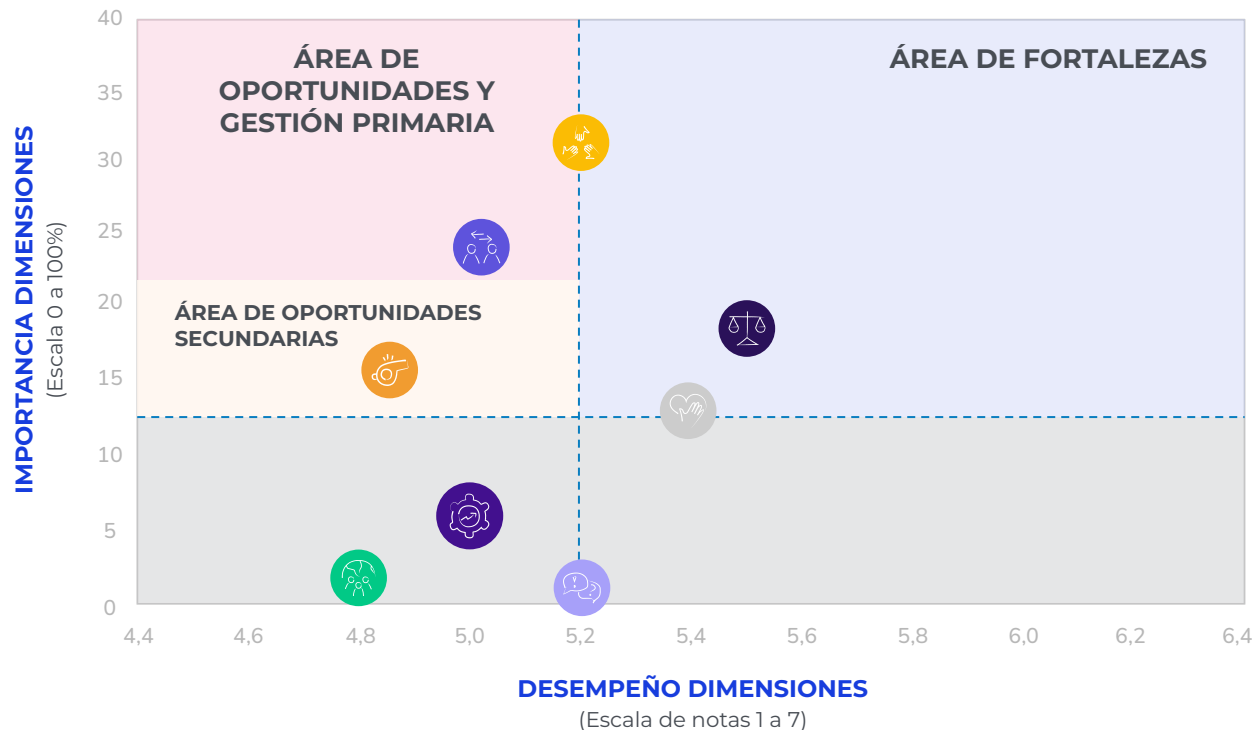 40
35
30
25
20
15
10
5
0
IMPORTANCIA DIMENSIONES
(Escala 0 a 100%)
ÁREA DE
OPORTUNIDADES Y
GESTIÓN PRIMARIA
ÁREA DE FORTALEZAS
ÁREA DE OPORTUNIDADES
SECUNDARIAS
4,4 4,6 4,8 5,0 5,2 5,4 5,6 5,8 6,0 6,2 6,4
DESEMPEÑO DIMENSIONES
(Escala de notas 1 a 7)